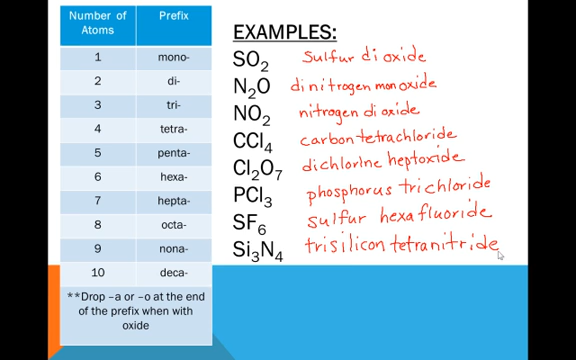 Number of Atoms Prefix
1 mono-
2 di-
3 tri-
4 tetra-
5 penta-
6 hexa-
7 hepta-
8 octa-
9 nona-
10 deca-
**Drop –a or –o at the end
of the prefix when with
oxide
EXAMPLES:
SO₂ Sulfur dioxide
N₂O dinitrogen monoxide
NO₂ nitrogen dioxide
CCl₄ carbon tetrachloride
Cl₂O₇ dichlorine heptoxide
PCl₃ phosphorus trichloride
SF₆ sulfur hexafluoride
Si₃N₄ trisilicon tetranitride